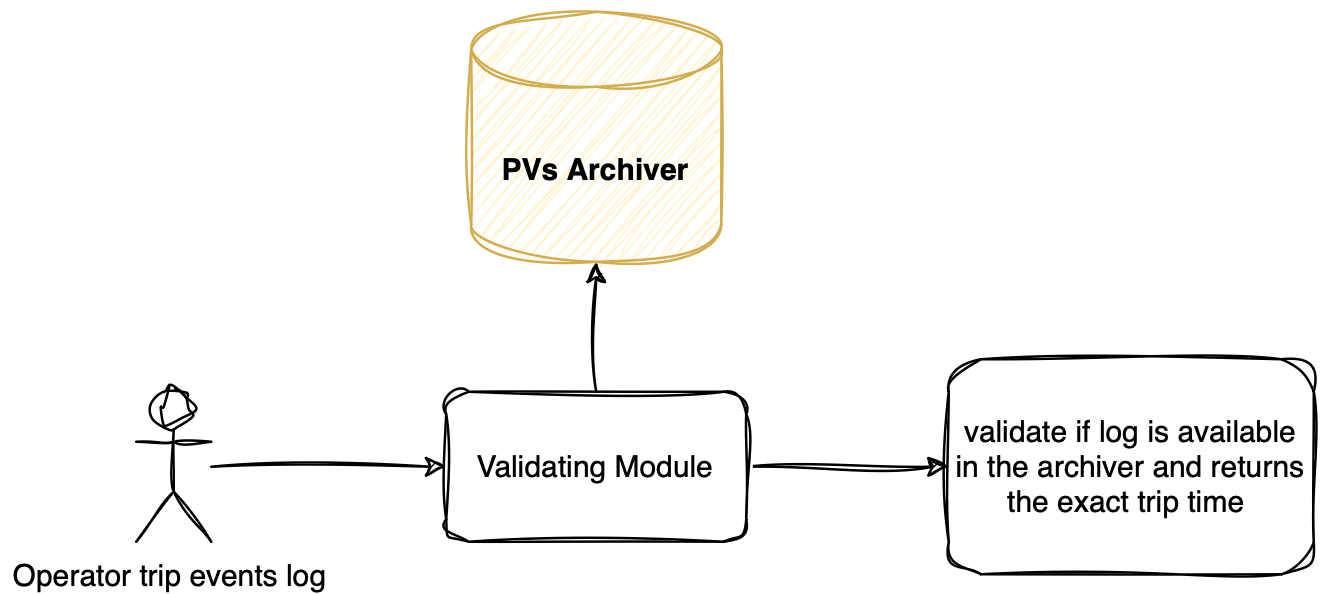 PVs Archiver
Validating Module
validate if log is available
in the archiver and returns
the exact trip time
Operator trip events log